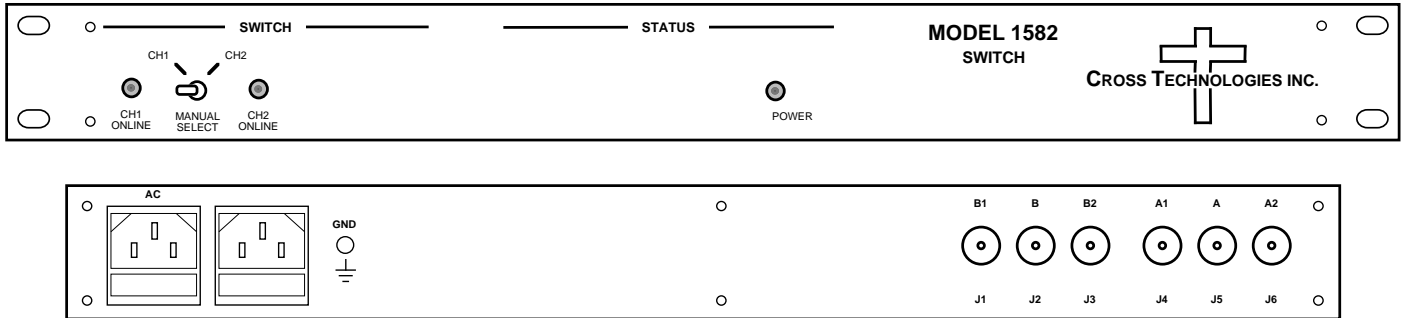 SWITCH
STATUS
MODEL 1582
SWITCH
CH1
CH2
CROSS TECHNOLOGIES INC.
CH1
ONLINE
MANUAL
SELECT
CH2
ONLINE
POWER
AC
GND
B1 B B2 A1 A A2
J1 J2 J3 J4 J5 J6